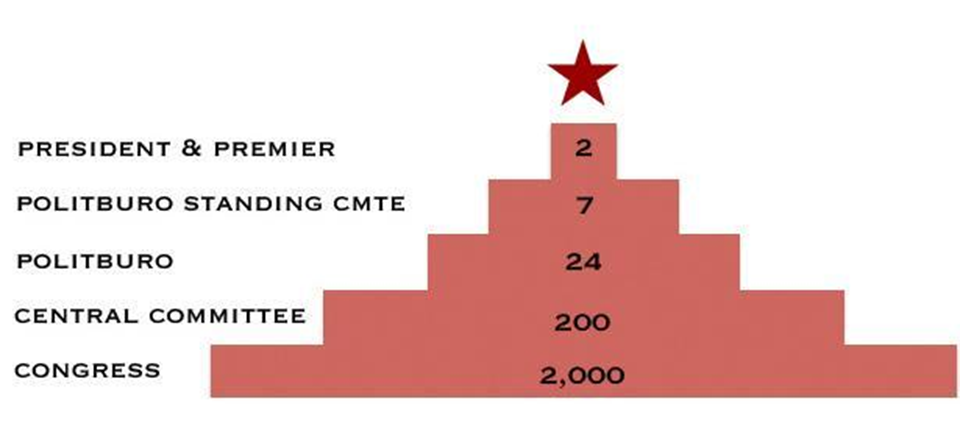 PRESIDENT & PREMIER 2
POLITBURO STANDING CMTE 7
POLITBURO 24
CENTRAL COMMITTEE 200
CONGRESS 2,000